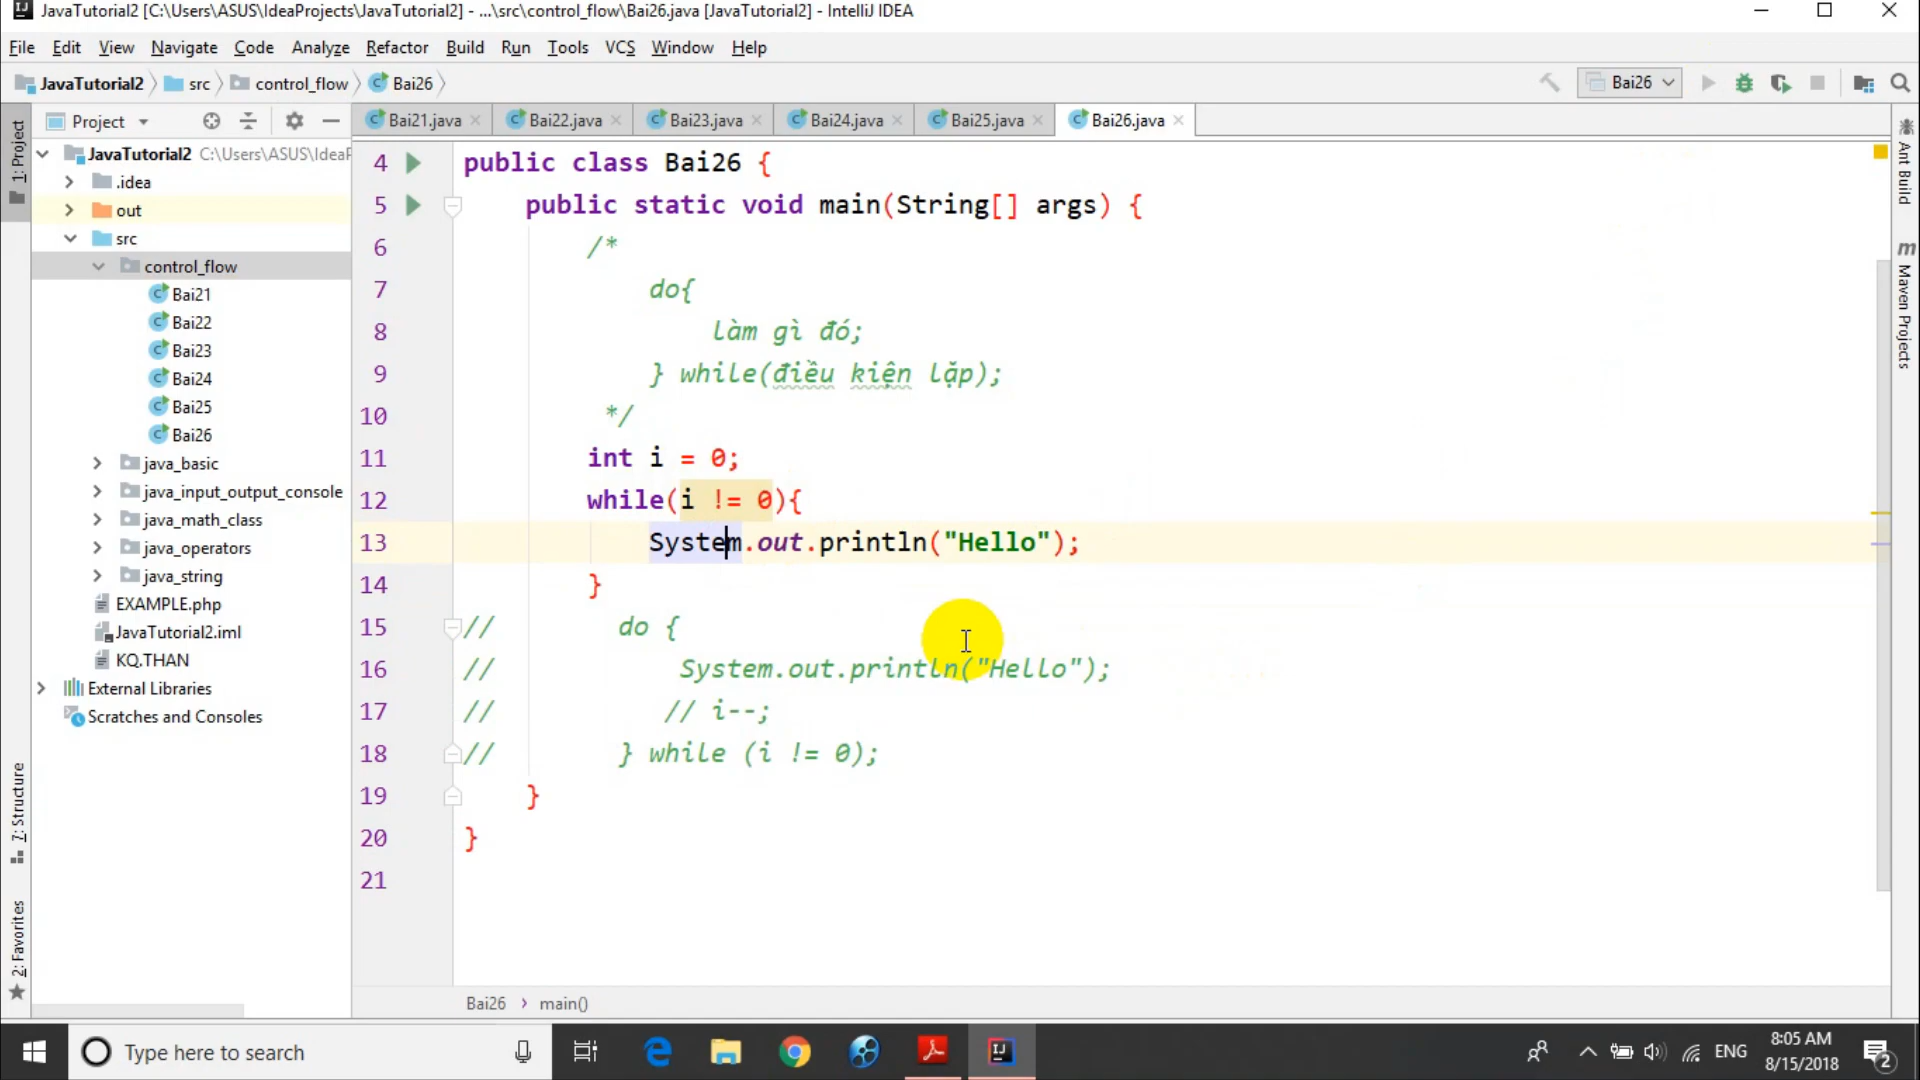 JavaTutorial2 [C:\Users\ASUS\IdeaProjects\JavaTutorial2] - ...\src\control_flow\Bai26.java [JavaTutorial2] - IntelliJ IDEA
File Edit View Navigate Code Analyze Refactor Build Run Tools VCS Window Help
JavaTutorial2 src control_flow Bai26
Bai26
1: Project
Project
Bai21.java Bai22.java Bai23.java Bai24.java Bai25.java Bai26.java
JavaTutorial2 C:\Users\ASUS\IdeaP
.idea
out
src
control_flow
Bai21
Bai22
Bai23
Bai24
Bai25
Bai26
java_basic
java_input_output_console
java_math_class
java_operators
java_string
EXAMPLE.php
JavaTutorial2.iml
KQ.THAN
External Libraries
Scratches and Consoles
7: Structure
2: Favorites
4 public class Bai26 {
5 public static void main(String[] args) {
6 /*
7 do{
8 làm gì đó;
9 } while(điều kiện lặp);
10 */
11 int i = 0;
12 while(i != 0){
13 System.out.println("Hello");
14 }
15 // do {
16 // System.out.println("Hello");
17 // // i--;
18 // } while (i != 0);
19 }
20 }
21
Bai26 › main()
Ant Build
m Maven Projects
Type here to search
ENG
8:05 AM
8/15/2018
2